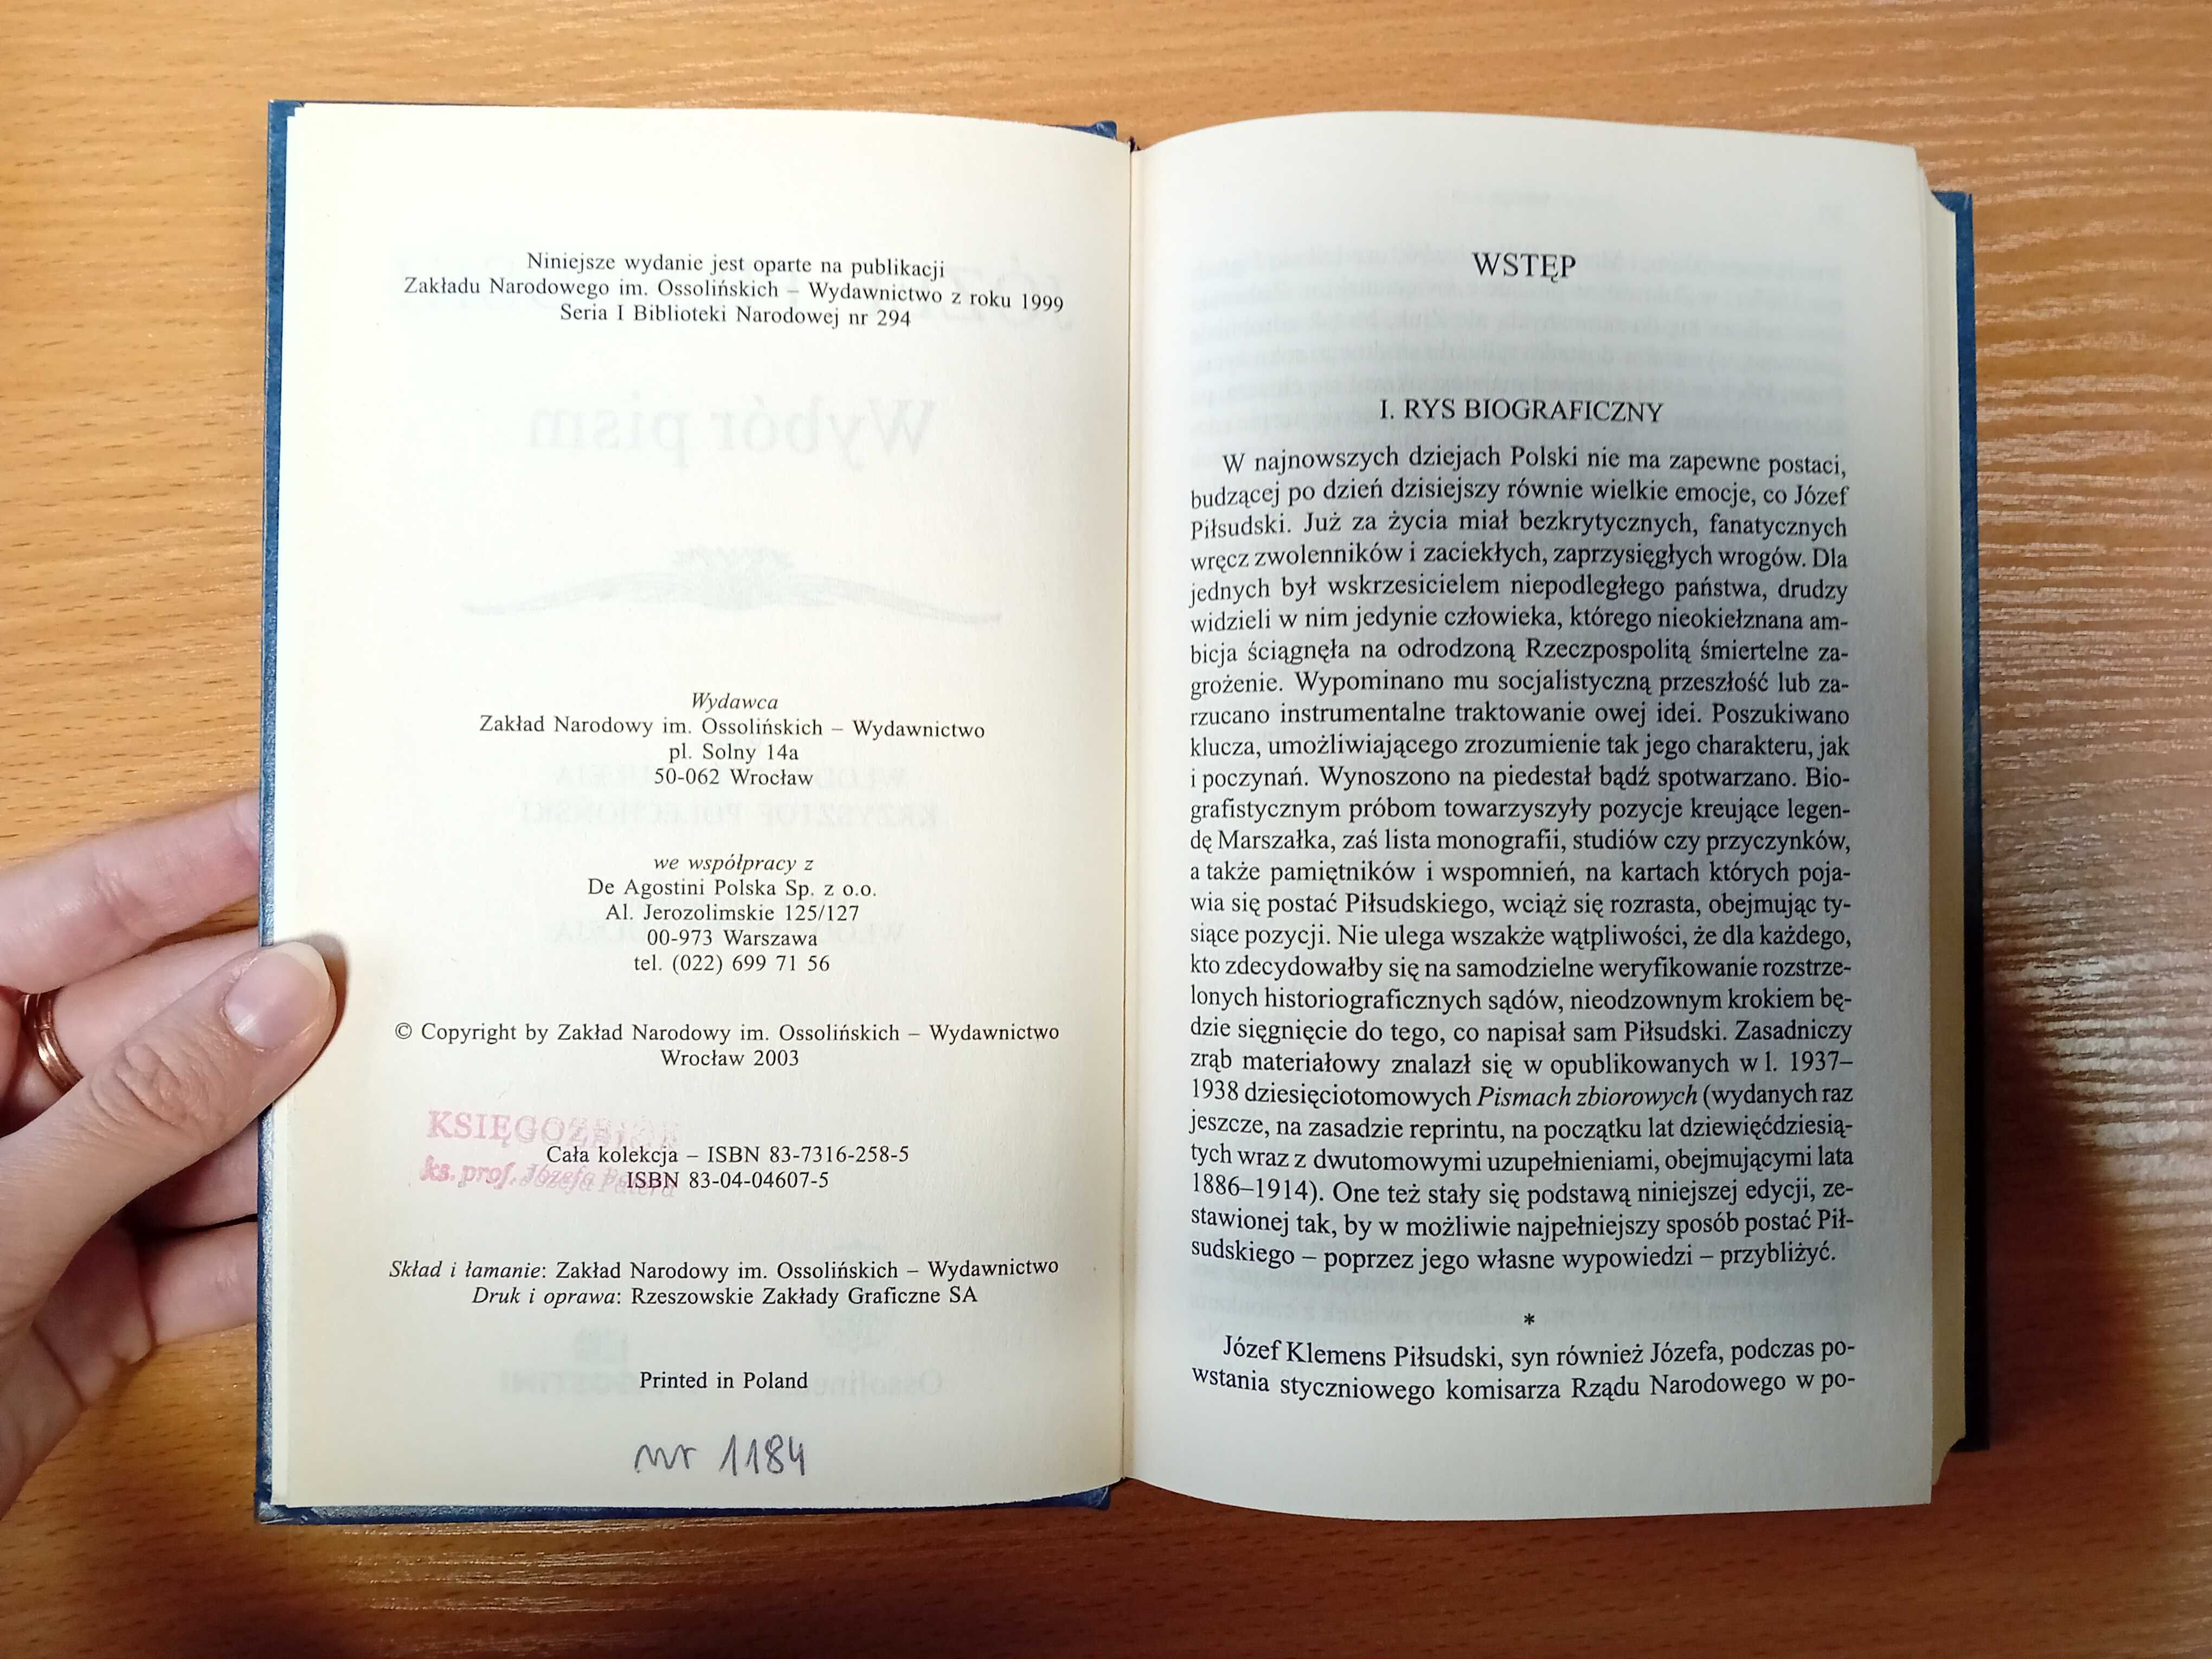 Niniejsze wydanie jest oparte na publikacji
Zakładu Narodowego im. Ossolińskich – Wydawnictwo z roku 1999
Seria I Biblioteki Narodowej nr 294
Wydawca
Zakład Narodowy im. Ossolińskich – Wydawnictwo
pl. Solny 14a
50-062 Wrocław
we współpracy z
De Agostini Polska Sp. z o.o.
Al. Jerozolimskie 125/127
00-973 Warszawa
tel. (022) 699 71 56
© Copyright by Zakład Narodowy im. Ossolińskich – Wydawnictwo
Wrocław 2003
KSIĘGOZBIÓR
Cała kolekcja – ISBN 83-7316-258-5
ks. prof. Józefa
ISBN 83-04-04607-5
Skład i łamanie: Zakład Narodowy im. Ossolińskich – Wydawnictwo
Druk i oprawa: Rzeszowskie Zakłady Graficzne SA
Printed in Poland
nr 1184
WSTĘP
I. RYS BIOGRAFICZNY
W najnowszych dziejach Polski nie ma zapewne postaci,
budzącej po dzień dzisiejszy równie wielkie emocje, co Józef
Piłsudski. Już za życia miał bezkrytycznych, fanatycznych
wręcz zwolenników i zaciekłych, zaprzysięgłych wrogów. Dla
jednych był wskrzesicielem niepodległego państwa, drudzy
widzieli w nim jedynie człowieka, którego nieokiełznana am-
bicja ściągnęła na odrodzoną Rzeczpospolitą śmiertelne za-
grożenie. Wypominano mu socjalistyczną przeszłość lub za-
rzucano instrumentalne traktowanie owej idei. Poszukiwano
klucza, umożliwiającego zrozumienie tak jego charakteru, jak
i poczynań. Wynoszono na piedestał bądź spotwarzano. Bio-
grafistycznym próbom towarzyszyły pozycje kreujące legen-
dę Marszałka, zaś lista monografii, studiów czy przyczynków,
a także pamiętników i wspomnień, na kartach których poja-
wia się postać Piłsudskiego, wciąż się rozrasta, obejmując ty-
siące pozycji. Nie ulega wszakże wątpliwości, że dla każdego,
kto zdecydowałby się na samodzielne weryfikowanie rozstrze-
lonych historiograficznych sądów, nieodzownym krokiem bę-
dzie sięgnięcie do tego, co napisał sam Piłsudski. Zasadniczy
zrąb materiałowy znalazł się w opublikowanych w l. 1937–
1938 dziesięciotomowych Pismach zbiorowych (wydanych raz
jeszcze, na zasadzie reprintu, na początku lat dziewięćdziesią-
tych wraz z dwutomowymi uzupełnieniami, obejmującymi lata
1886–1914). One też stały się podstawą niniejszej edycji, ze-
stawionej tak, by w możliwie najpełniejszy sposób postać Pił-
sudskiego – poprzez jego własne wypowiedzi – przybliżyć.
*
Józef Klemens Piłsudski, syn również Józefa, podczas po-
wstania styczniowego komisarza Rządu Narodowego w po-